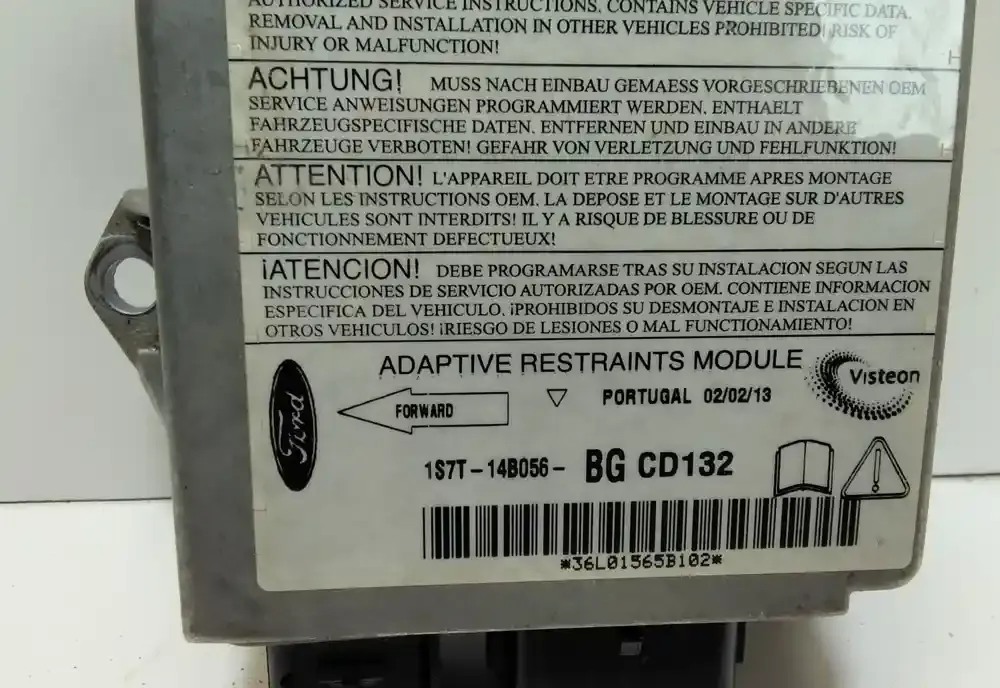 AUTHORIZED SERVICE INSTRUCTIONS. CONTAINS VEHICLE SPECIFIC DATA.
REMOVAL AND INSTALLATION IN OTHER VEHICLES PROHIBITED! RISK OF
INJURY OR MALFUNCTION!
ACHTUNG! MUSS NACH EINBAU GEMAESS VORGESCHRIEBENEN OEM
SERVICE ANWEISUNGEN PROGRAMMIERT WERDEN. ENTHAELT
FAHRZEUGSPECIFISCHE DATEN. ENTFERNEN UND EINBAU IN ANDERE
FAHRZEUGE VERBOTEN! GEFAHR VON VERLETZUNG UND FEHLFUNKTION!
ATTENTION! L'APPAREIL DOIT ETRE PROGRAMME APRES MONTAGE
SELON LES INSTRUCTIONS OEM. LA DEPOSE ET LE MONTAGE SUR D'AUTRES
VEHICULES SONT INTERDITS! IL Y A RISQUE DE BLESSURE OU DE
FONCTIONNEMENT DEFECTUEUX!
¡ATENCION! DEBE PROGRAMARSE TRAS SU INSTALACION SEGUN LAS
INSTRUCCIONES DE SERVICIO AUTORIZADAS POR OEM. CONTIENE INFORMACION
ESPECIFICA DEL VEHICULO. ¡PROHIBIDOS SU DESMONTAJE E INSTALACION EN
OTROS VEHICULOS! ¡RIESGO DE LESIONES O MAL FUNCTIONAMIENTO!
ADAPTIVE RESTRAINTS MODULE
Visteon
Ford
FORWARD
PORTUGAL 02/02/13
1S7T-14B056- BG CD132
*36L01565B102*